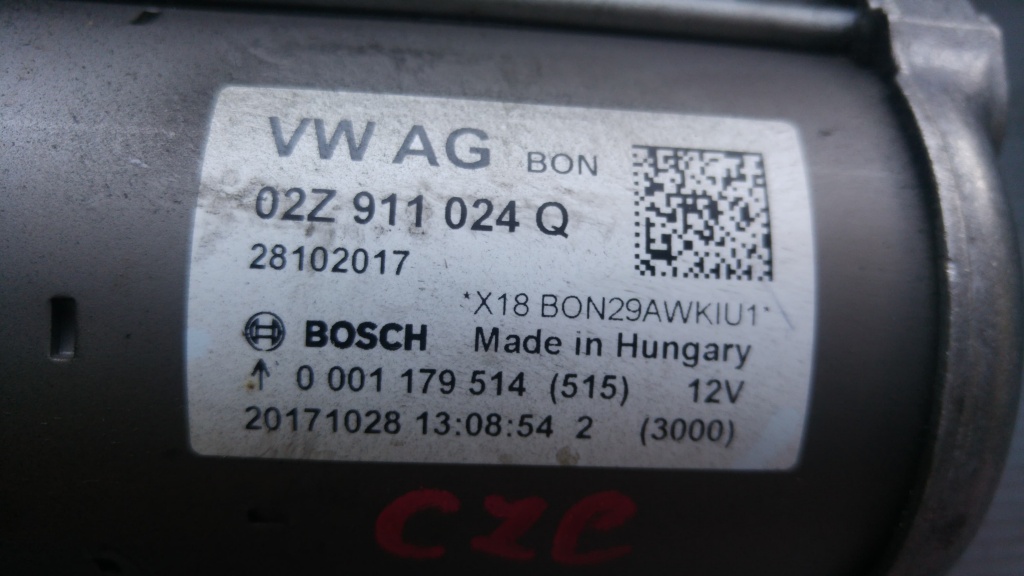 VW AG BON
02Z 911 024 Q
28102017
*X18 BON29AWKIU1*
BOSCH Made in Hungary
↑ 0 001 179 514 (515) 12V
20171028 13:08:54 2 (3000)
CZE